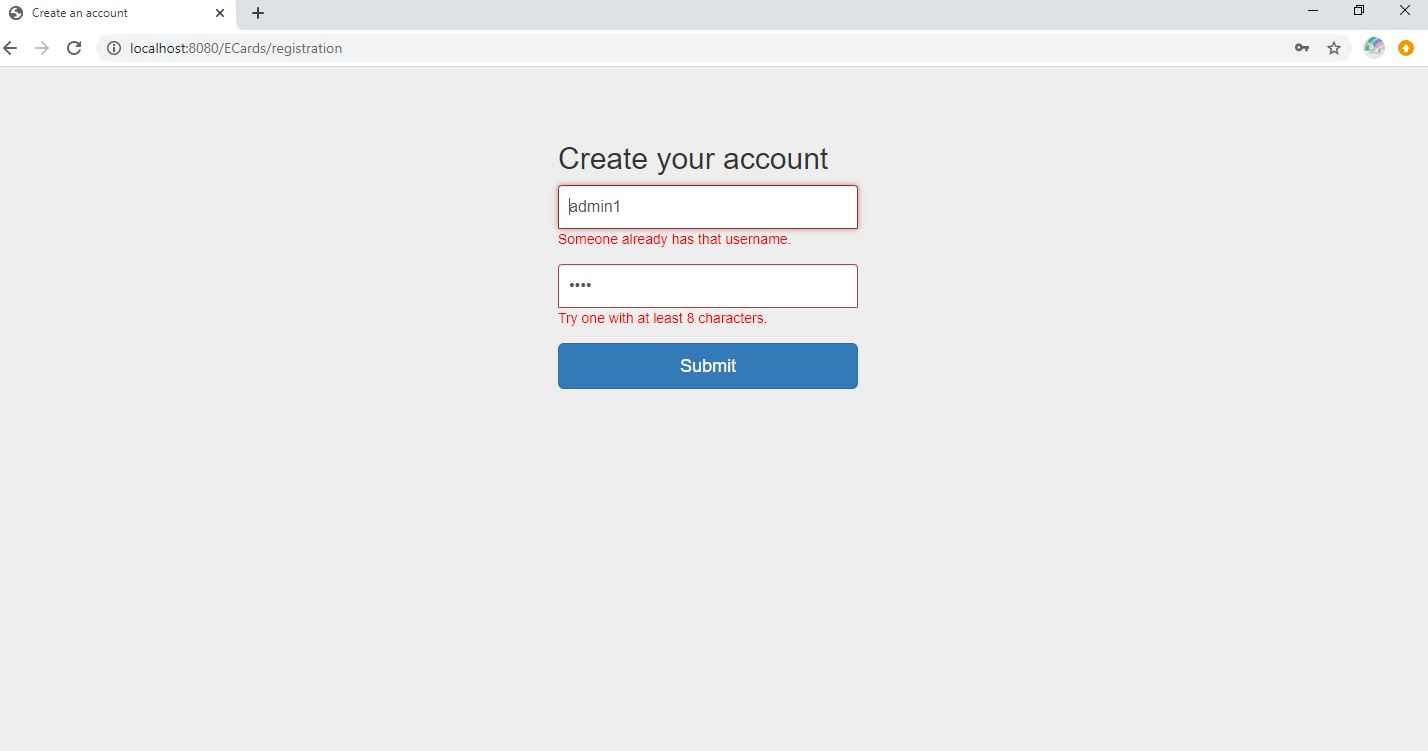 Create an account
localhost:8080/ECards/registration
Create your account
admin1
Someone already has that username.
••••
Try one with at least 8 characters.
Submit